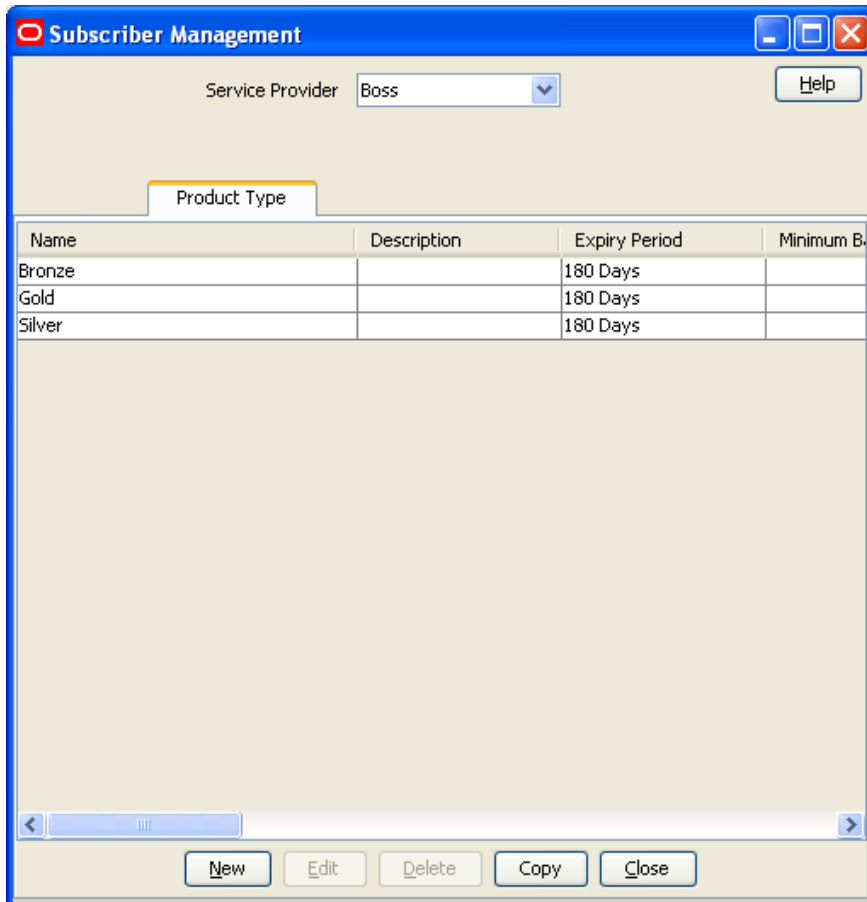 Subscriber Management
Service Provider Boss Help
Product Type
Name Description Expiry Period Minimum B
Bronze 180 Days
Gold 180 Days
Silver 180 Days
New Edit Delete Copy Close